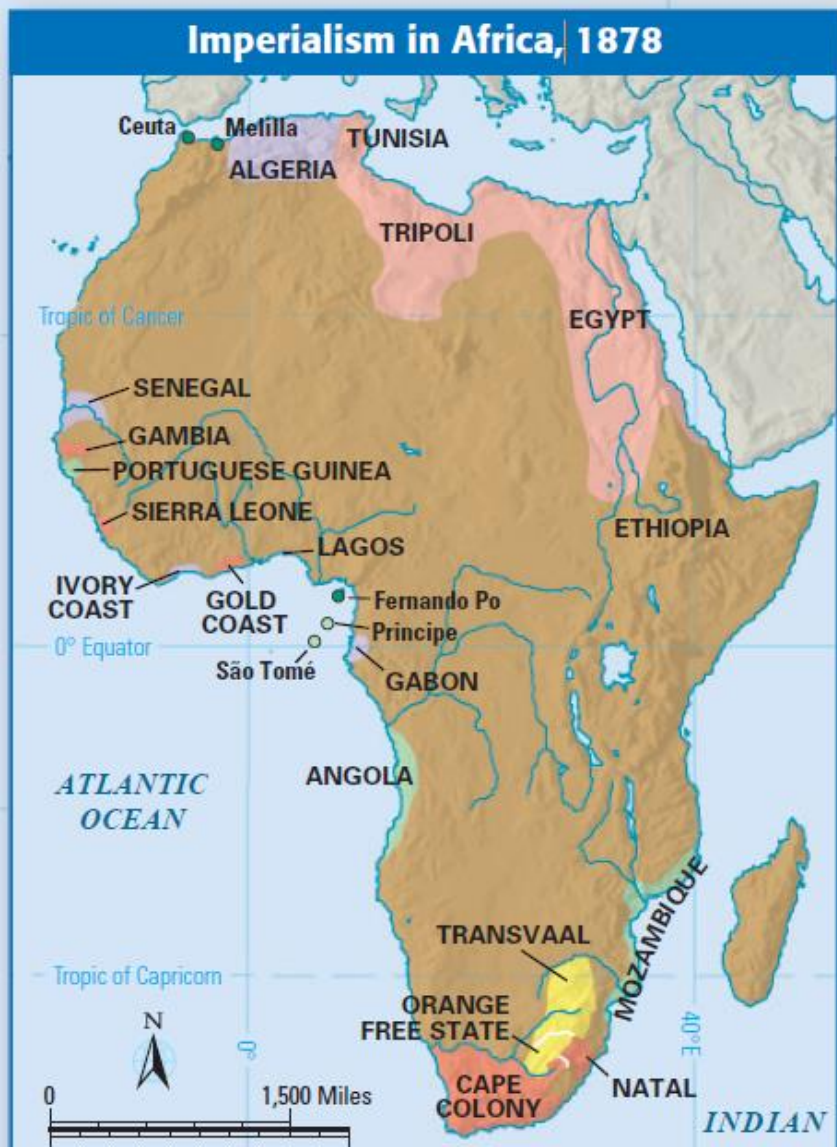 Imperialism in Africa, 1878
Ceuta
Melilla
TUNISIA
ALGERIA
TRIPOLI
Tropic of Cancer
EGYPT
SENEGAL
GAMBIA
PORTUGUESE GUINEA
SIERRA LEONE
ETHIOPIA
LAGOS
IVORY
COAST
GOLD
COAST
Fernando Po
Principe
0° Equator
São Tomé
GABON
ANGOLA
ATLANTIC
OCEAN
MOZAMBIQUE
TRANSVAAL
Tropic of Capricorn
ORANGE
FREE STATE
N
0°
40°E
0
1,500 Miles
CAPE
COLONY
NATAL
INDIAN